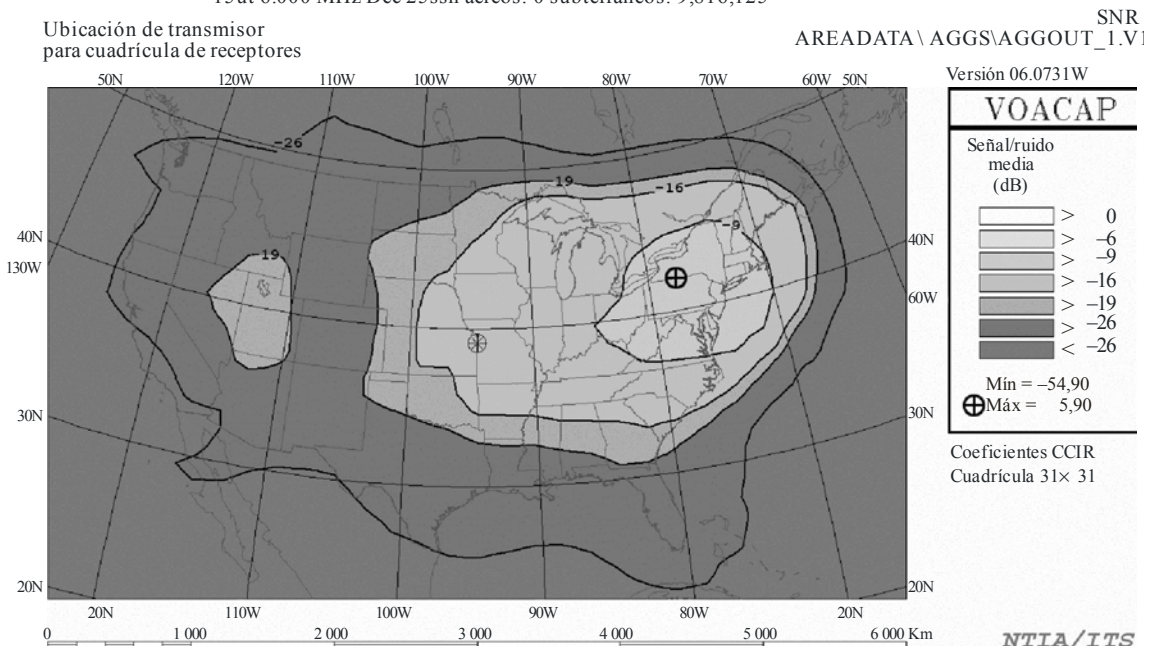 Ubicación de transmisor
para cuadrícula de receptores
SNR
AREADATA \ AGGS\AGGOUT_1.V1
50N 120W 110W 100W 90W 80W 70W 60W 50N
40N
130W
30N
20N
40N
60W
30N
20N
-26
-19
-19
-16
-9
20N 110W 100W 90W 80W 20N
0 1 000 2 000 3 000 4 000 5 000 6 000 Km
Versión 06.0731W
VOACAP
Señal/ruido
media
(dB)
> 0
> –6
> –9
> –16
> –19
> –26
< –26
Mín = –54,90
Máx = 5,90
Coeficientes CCIR
Cuadrícula 31× 31
NTIA/ITS